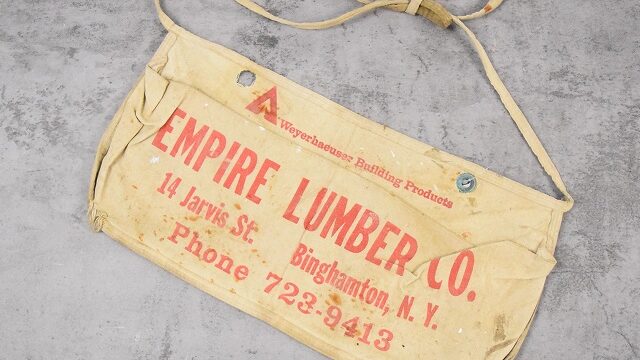 Weyerhaeuser Building Products
EMPIRE LUMBER CO.
14 Jarvis St. Binghamton, N. Y.
Phone 723-9413